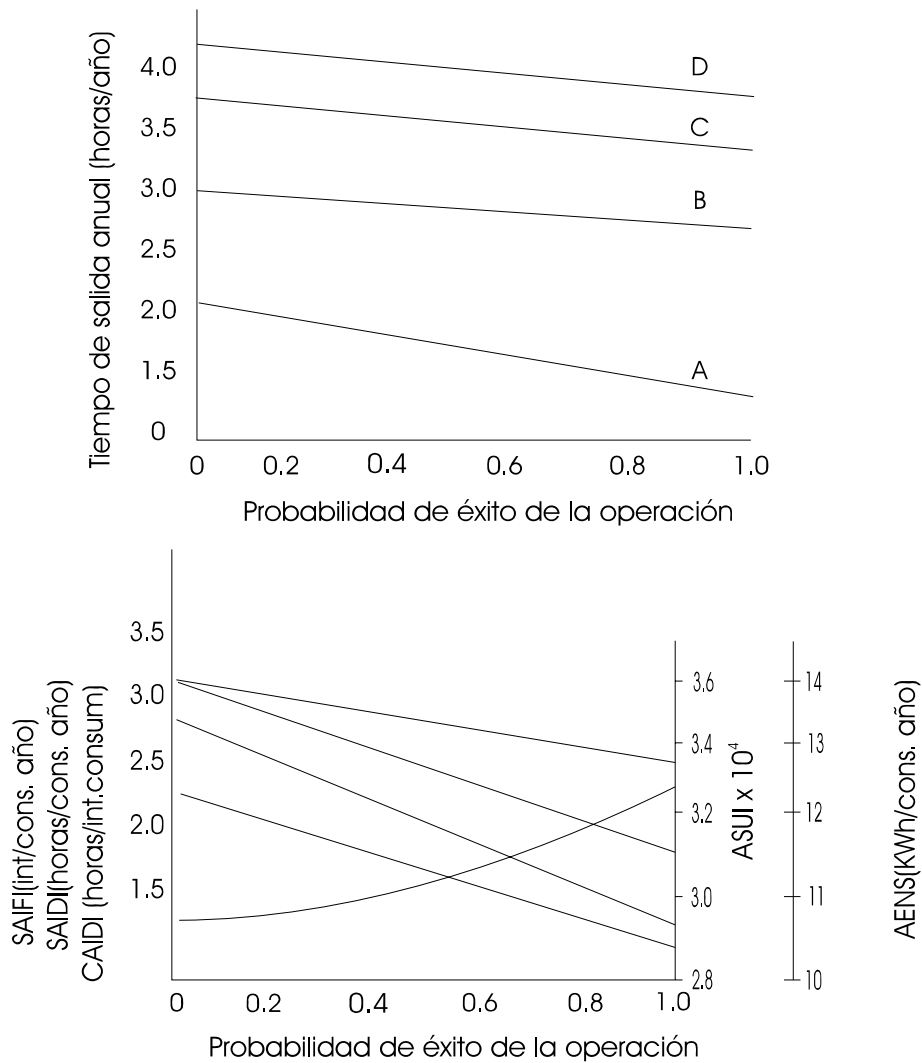 Tiempo de salida anual (horas/año)
4.0
3.5
3.0
2.5
2.0
1.5
0
D
C
B
A
0 0.2 0.4 0.6 0.8 1.0
Probabilidad de éxito de la operación
SAIFI(int/cons. año)
SAIDI(horas/cons. año)
CAIDI (horas/int.consum)
3.5
3.0
2.5
2.0
1.5
0 0.2 0.4 0.6 0.8 1.0
Probabilidad de éxito de la operación
3.6
3.4
3.2
3.0
2.8
ASUI x 10⁴
14
13
12
11
10
AENS(KWh/cons. año)